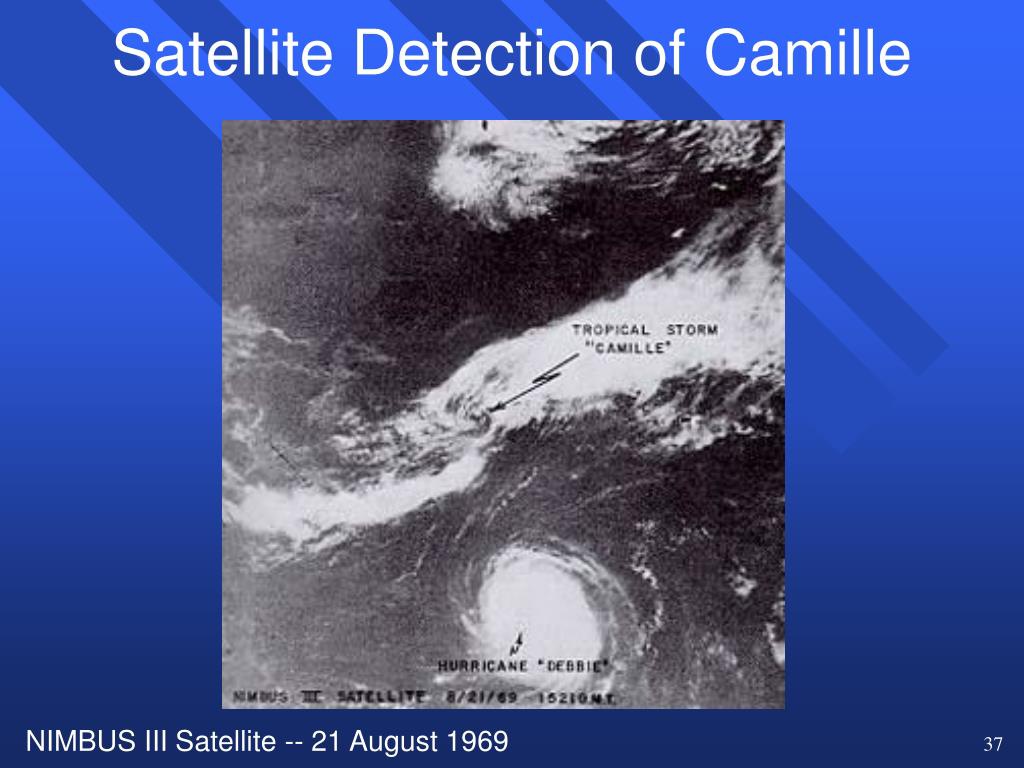 Satellite Detection of Camille
TROPICAL STORM
"CAMILLE"
HURRICANE "DEBBIE"
NIMBUS III SATELLITE 8/21/69 1521GMT.
NIMBUS III Satellite -- 21 August 1969
37